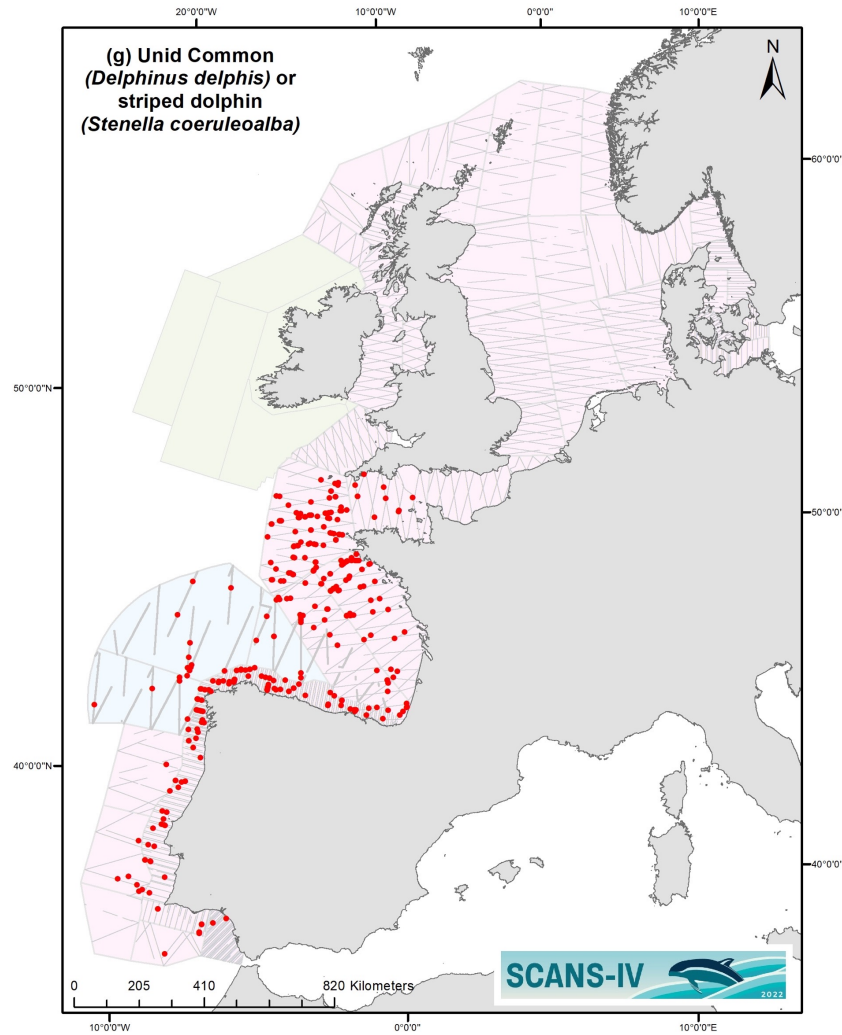 20°0'0"W 10°0'0"W 0°0'0" 10°0'0"E
(g) Unid Common
(Delphinus delphis) or
striped dolphin
(Stenella coeruleoalba)
N
60°0'0"N
50°0'0"N
50°0'0"N
40°0'0"N
40°0'0"N
SCANS-IV
2022
0 205 410 820 Kilometers
10°0'0"W 0°0'0" 10°0'0"E